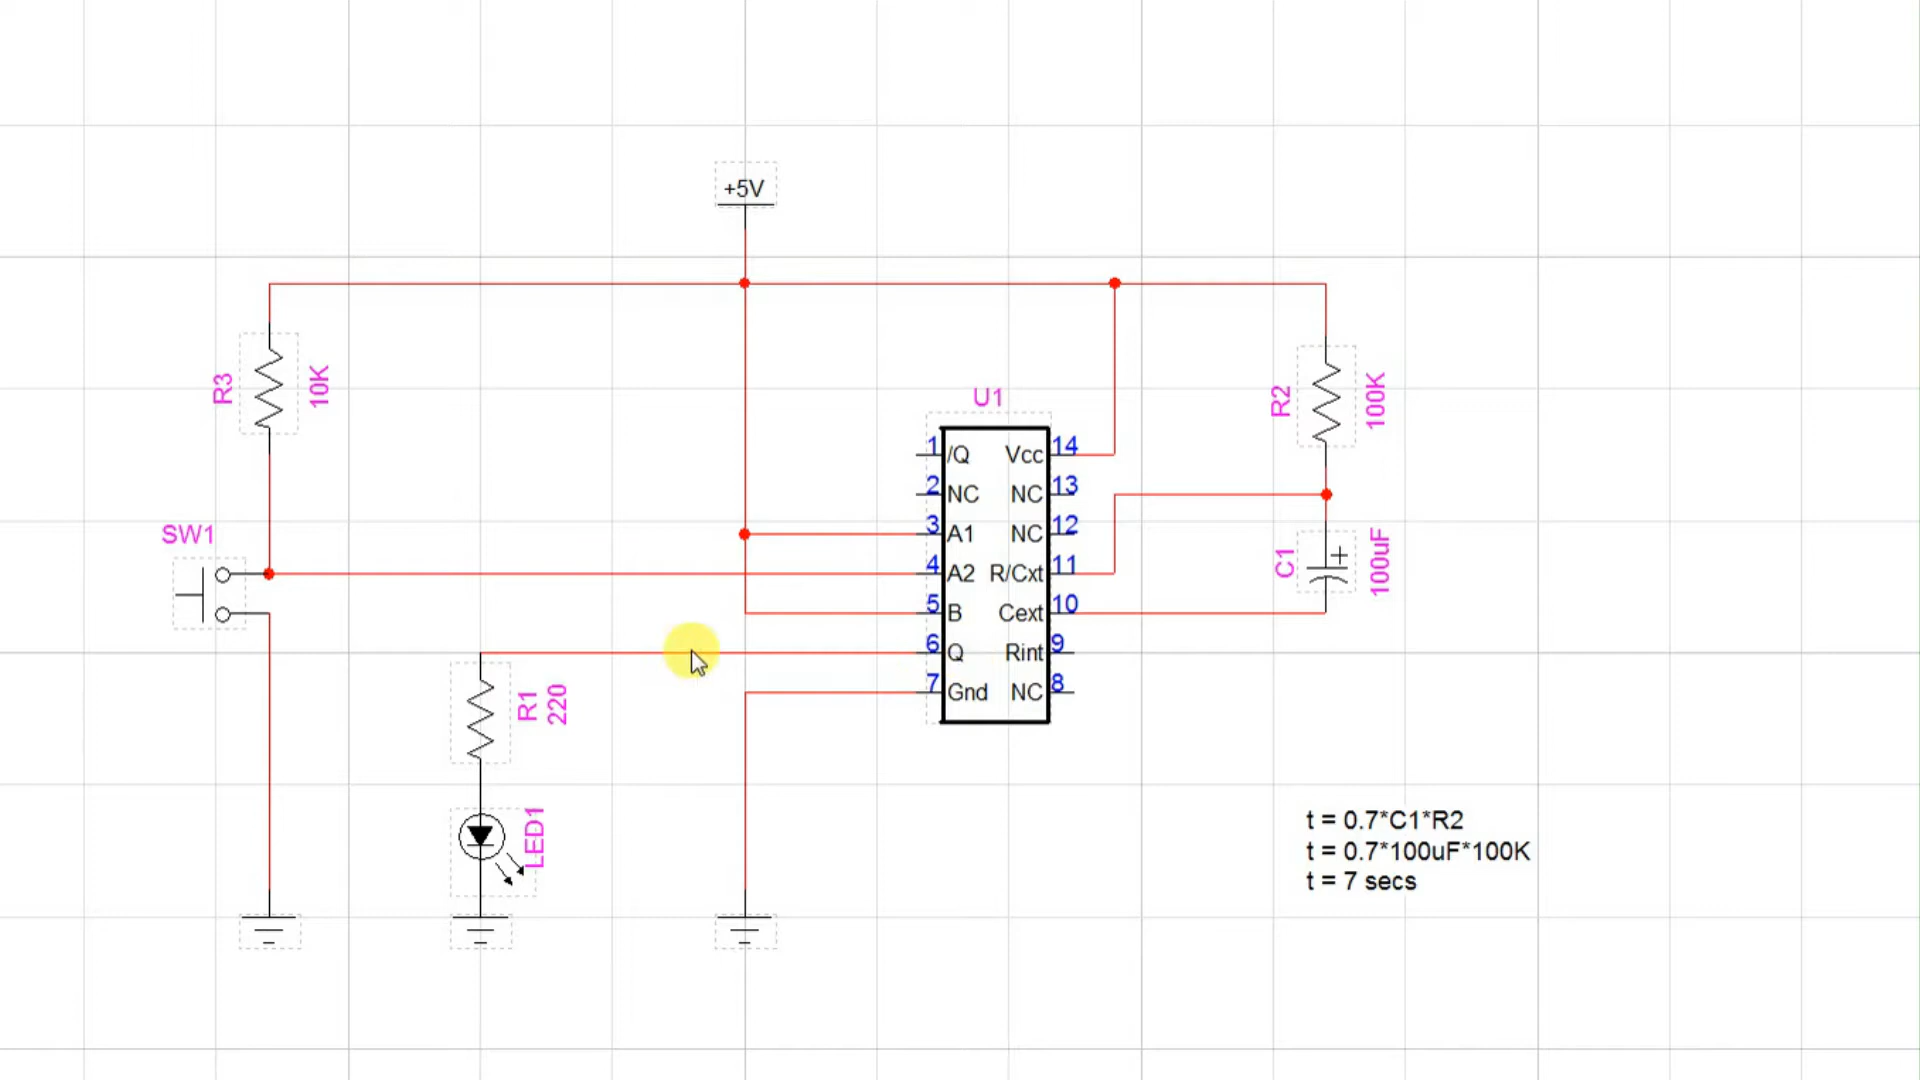 +5V
R3
10K
SW1
R1
220
LED1
U1
1 /Q Vcc 14
2 NC NC 13
3 A1 NC 12
4 A2 R/Cxt 11
5 B Cext 10
6 Q Rint 9
7 Gnd NC 8
R2
100K
C1
+
100uF
t = 0.7*C1*R2
t = 0.7*100uF*100K
t = 7 secs